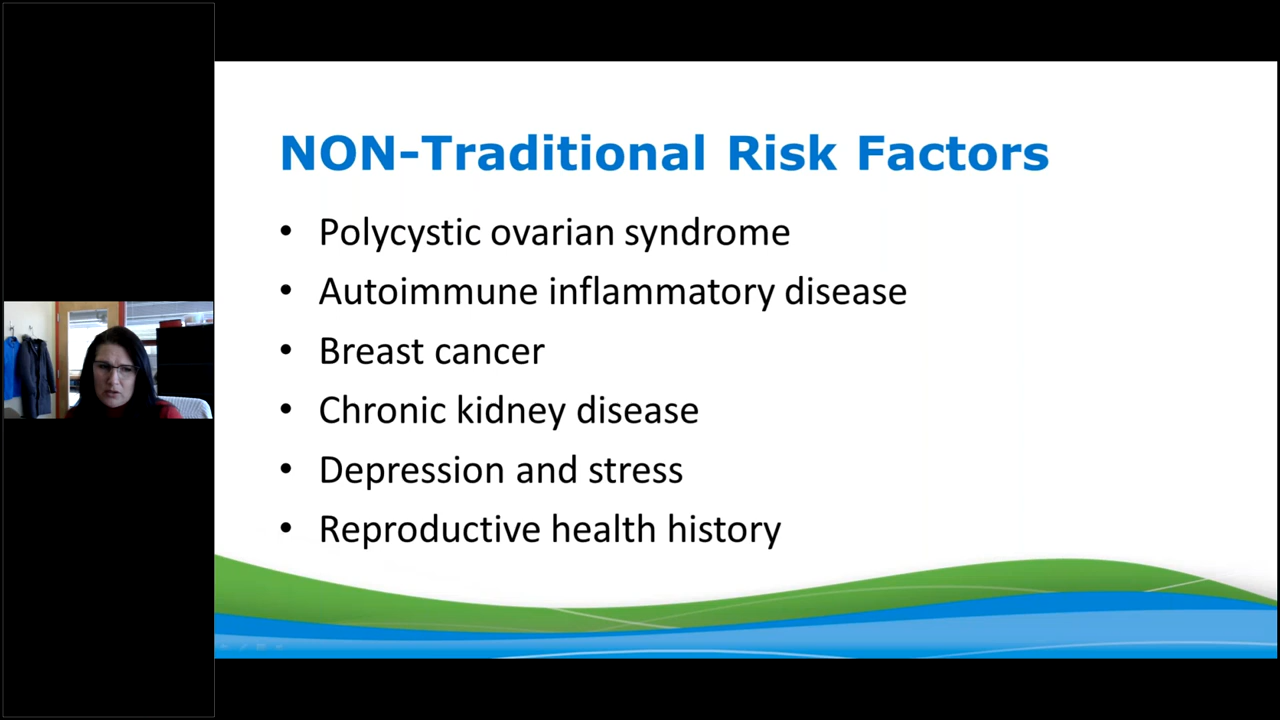 NON-Traditional Risk Factors
• Polycystic ovarian syndrome
• Autoimmune inflammatory disease
• Breast cancer
• Chronic kidney disease
• Depression and stress
• Reproductive health history